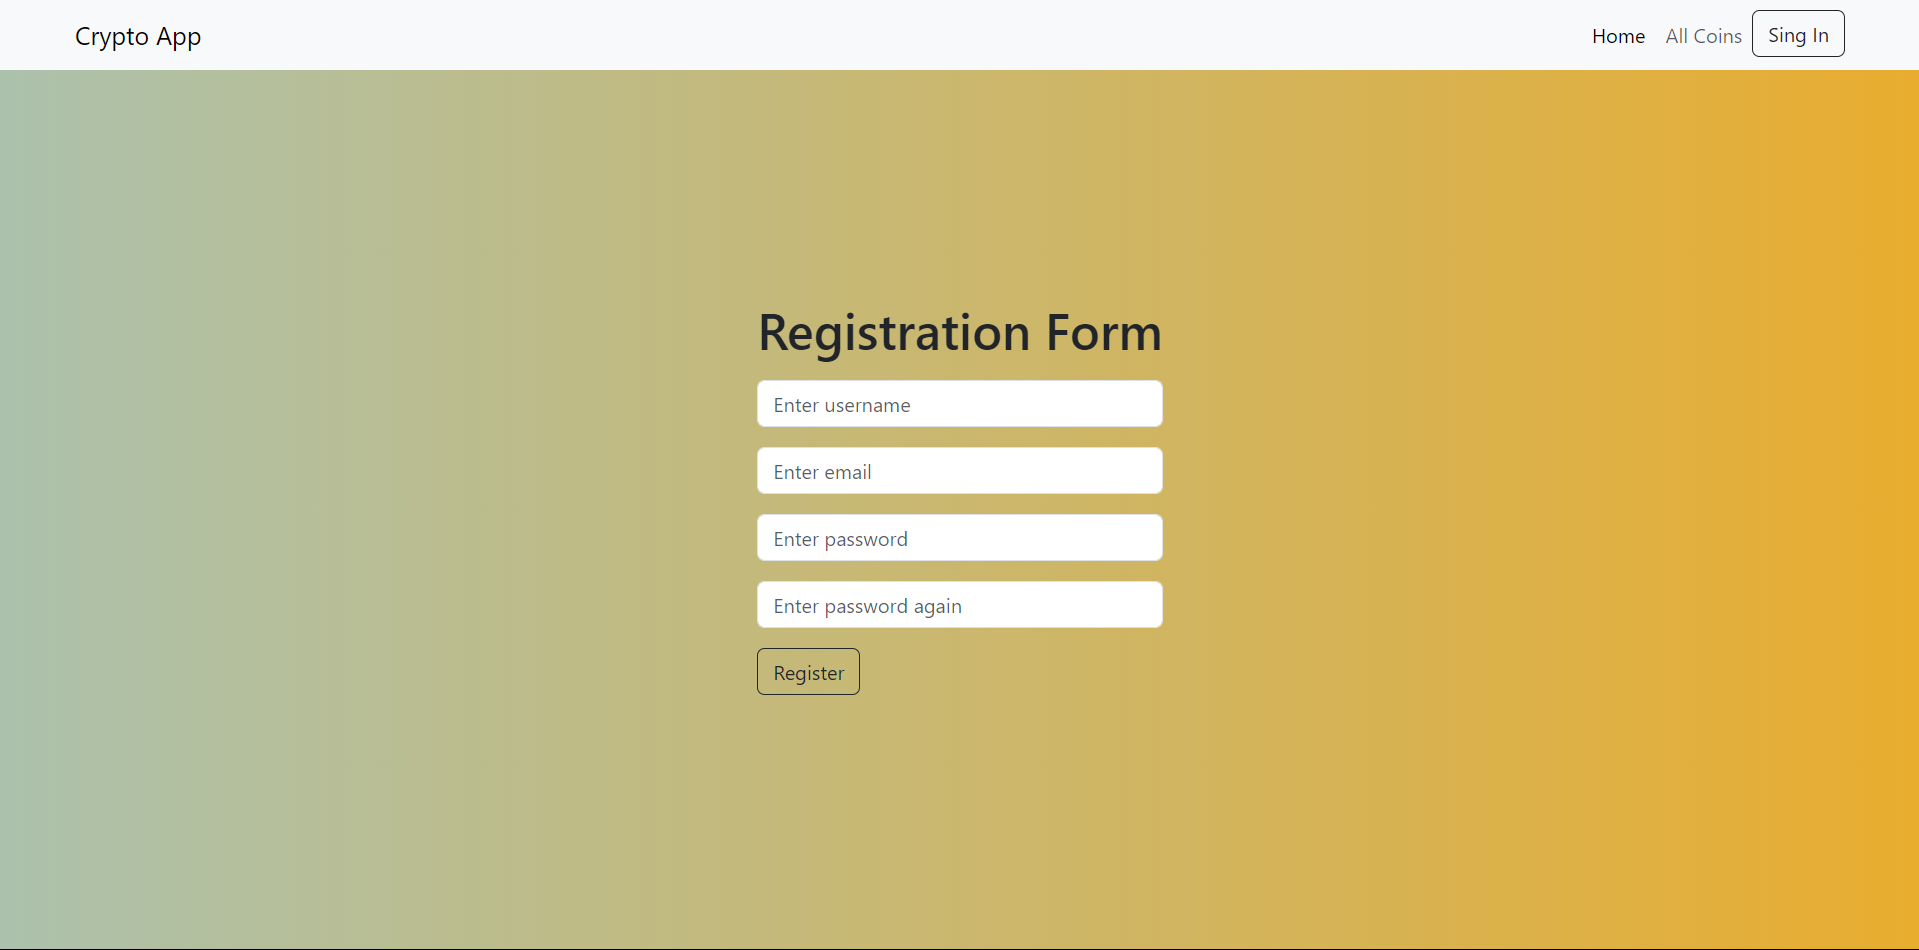 Crypto App Home All Coins Sing In
Registration Form
Enter username
Enter email
Enter password
Enter password again
Register